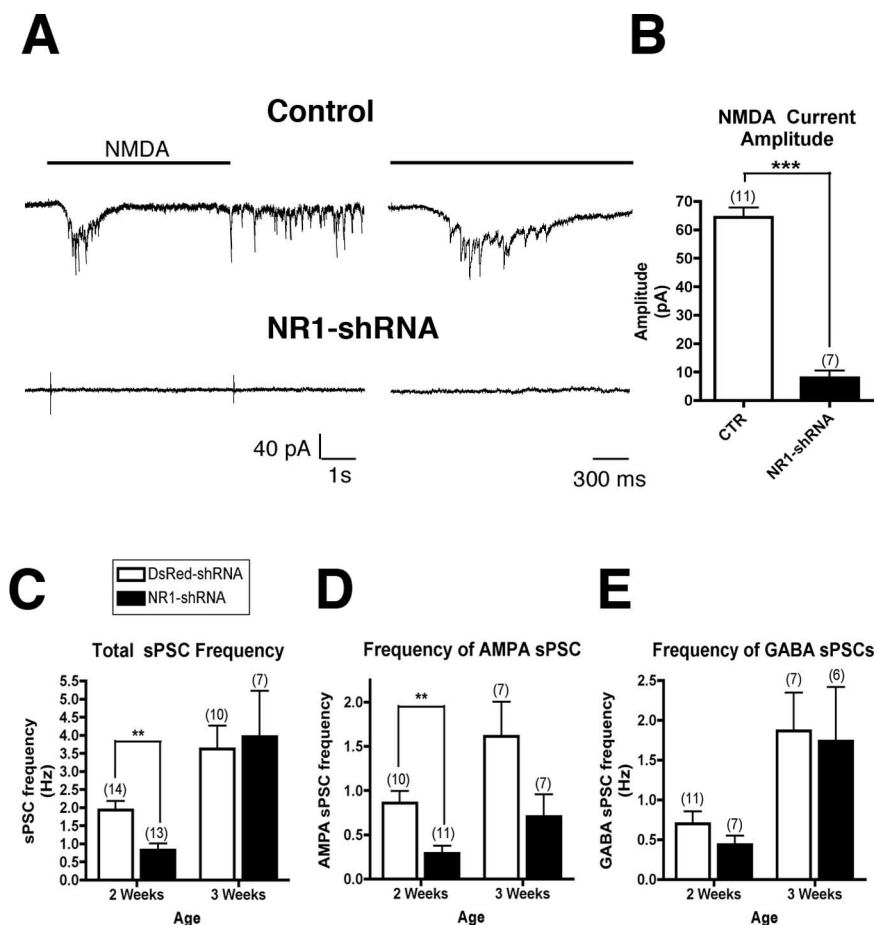 A
Control
NMDA
NR1-shRNA
40 pA
1s
300 ms
B
NMDA Current
Amplitude
***
(11)
(7)
70
60
50
40
30
20
10
0
Amplitude
(pA)
CTR
NR1-shRNA
DsRed-shRNA
NR1-shRNA
C
Total sPSC Frequency
5.5
5.0
4.5
4.0
3.5
3.0
2.5
2.0
1.5
1.0
0.5
0.0
sPSC frequency
(Hz)
**
(14)
(13)
(10)
(7)
2 Weeks
3 Weeks
Age
D
Frequency of AMPA sPSC
2.0
1.5
1.0
0.5
0.0
AMPA sPSC frequency
(Hz)
**
(10)
(11)
(7)
(7)
2 Weeks
3 Weeks
Age
E
Frequency of GABA sPSCs
2.5
2.0
1.5
1.0
0.5
0.0
GABA sPSC frequency
(Hz)
(11)
(7)
(7)
(6)
2 Weeks
3 Weeks
Age